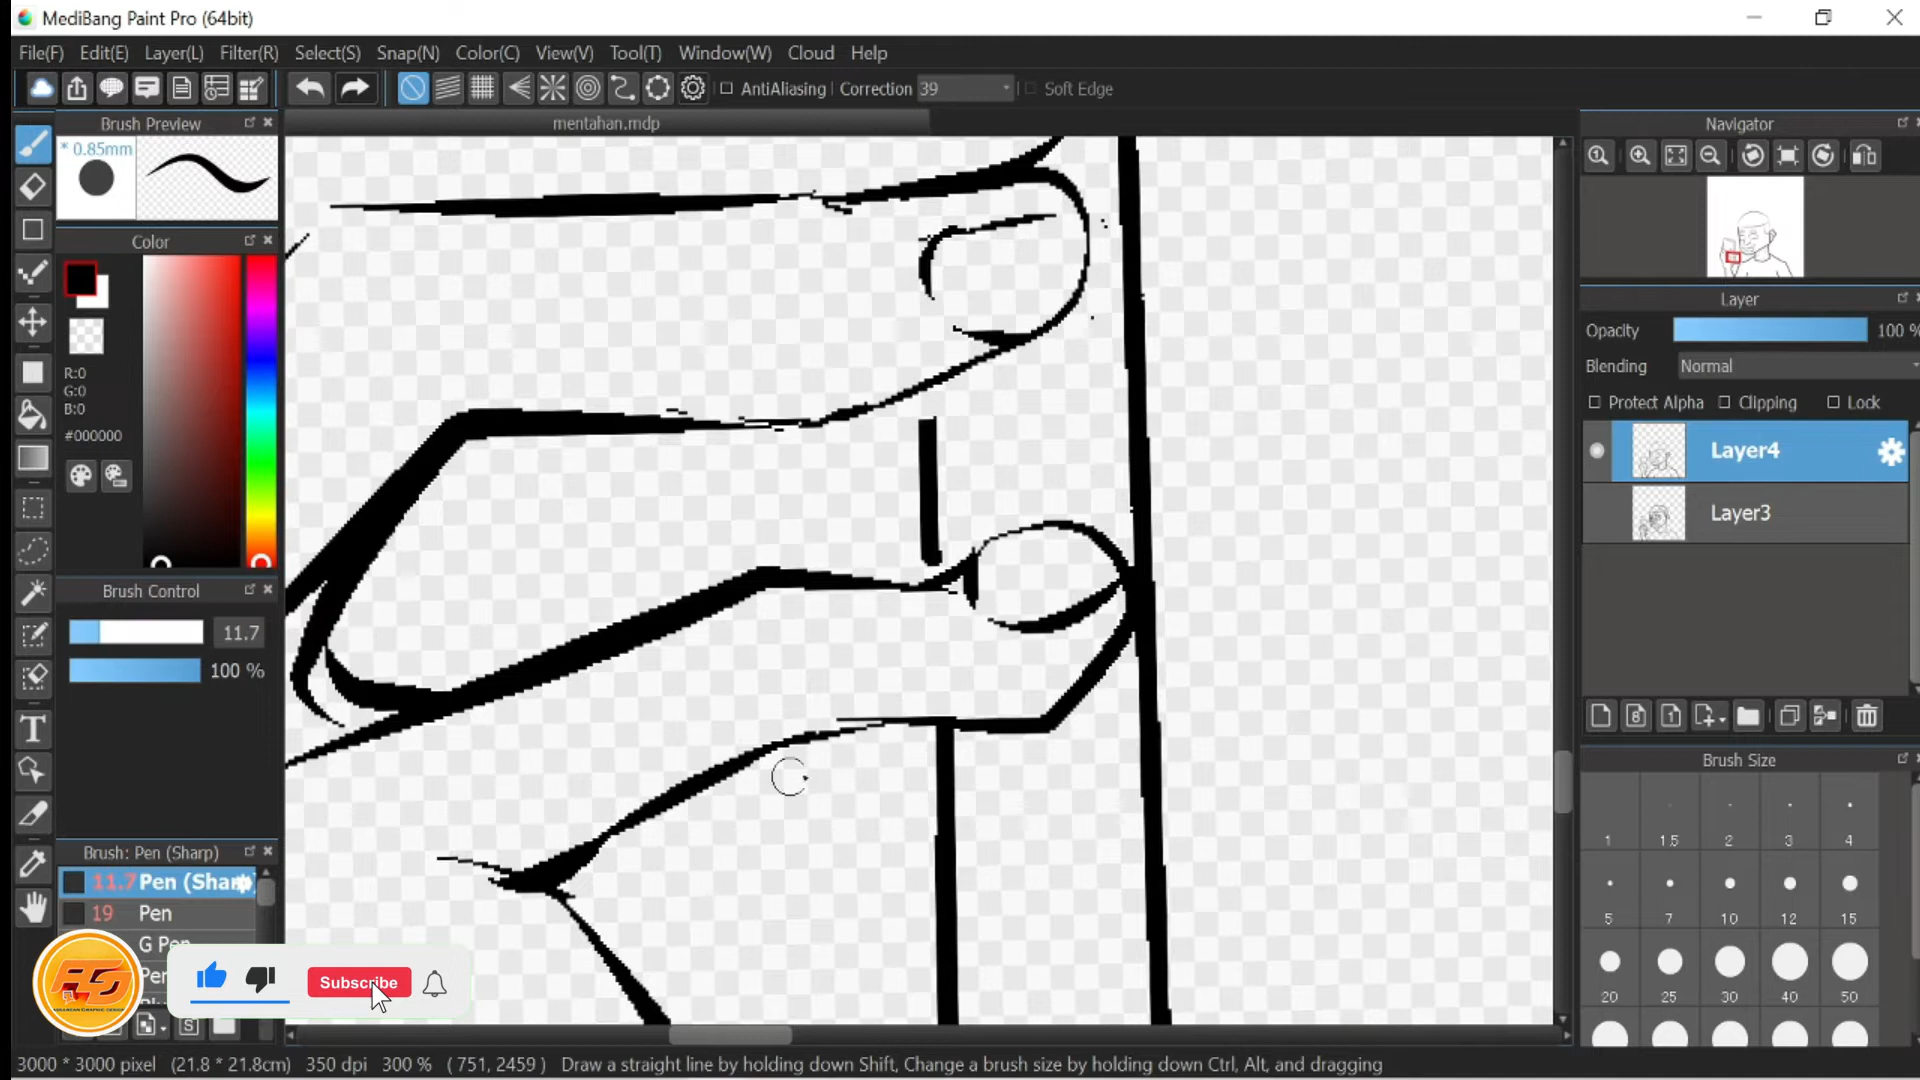 MediBang Paint Pro (64bit)
File(F) Edit(E) Layer(L) Filter(R) Select(S) Snap(N) Color(C) View(V) Tool(T) Window(W) Cloud Help
AntiAliasing Correction 39 Soft Edge
Brush Preview
mentahan.mdp
Navigator
* 0.85mm
Color
R:0
G:0
B:0
#000000
Layer
Opacity 100 %
Blending Normal
Protect Alpha Clipping Lock
Layer4
Layer3
Brush Control
11.7
100 %
Brush Size
1 1.5 2 3 4
5 7 10 12 15
20 25 30 40 50
Brush: Pen (Sharp)
11.7 Pen (Shar
19 Pen
G Pen
Subscribe
3000 * 3000 pixel (21.8 * 21.8cm) 350 dpi 300 % ( 751, 2459 ) Draw a straight line by holding down Shift, Change a brush size by holding down Ctrl, Alt, and dragging